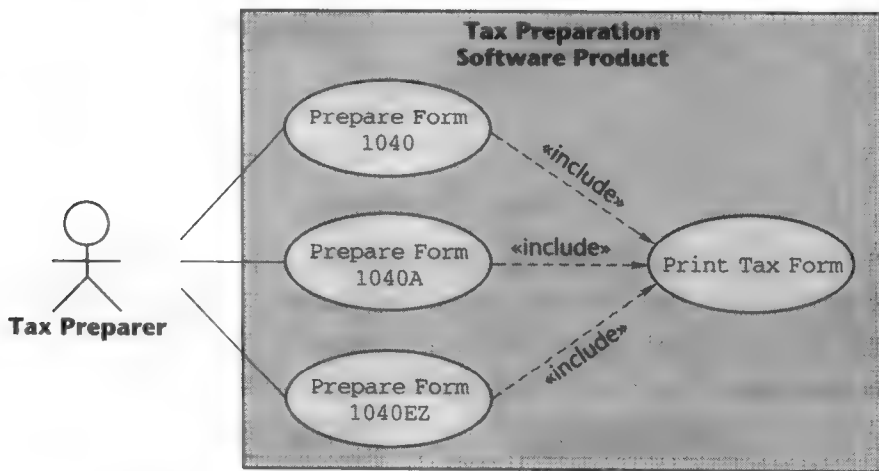 Tax Preparation
Software Product
Prepare Form
1040
«include»
Prepare Form
1040A
«include»
Print Tax Form
Tax Preparer
Prepare Form
1040EZ
«include»